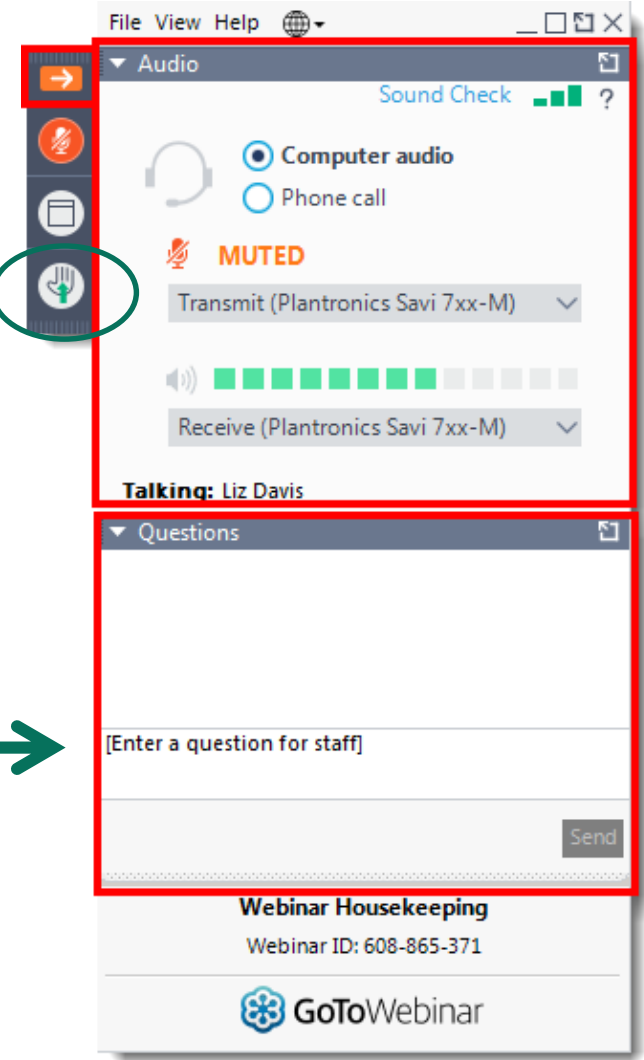 File View Help
Audio
Sound Check ?
Computer audio
Phone call
MUTED
Transmit (Plantronics Savi 7xx-M)
Receive (Plantronics Savi 7xx-M)
Talking: Liz Davis
Questions
[Enter a question for staff]
Send
Webinar Housekeeping
Webinar ID: 608-865-371
GoToWebinar